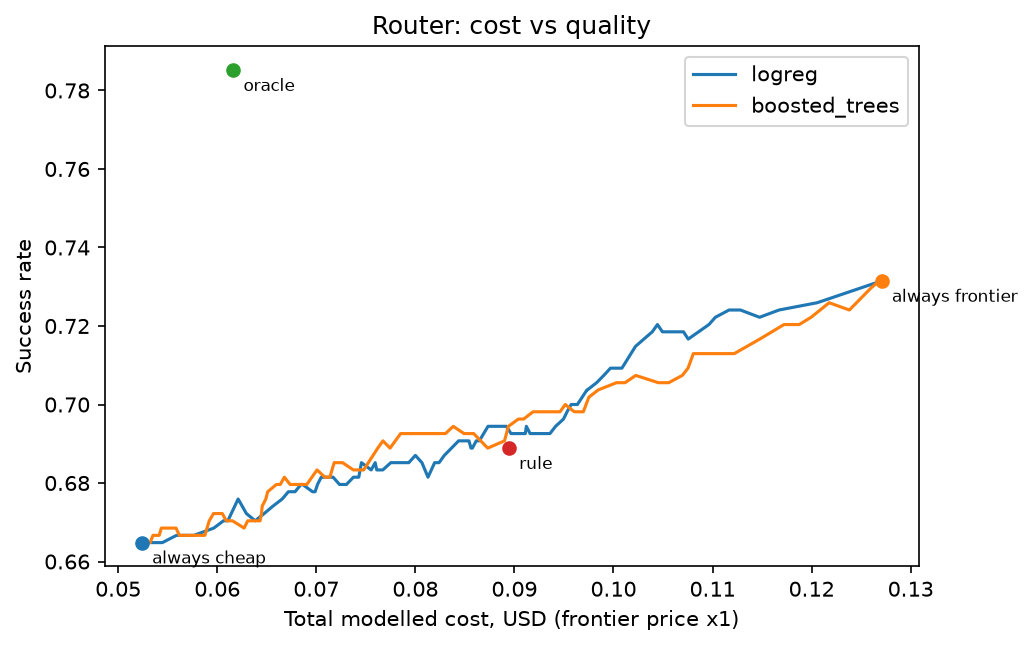 Router: cost vs quality
logreg
boosted_trees
oracle
always frontier
rule
always cheap
Success rate
0.78
0.76
0.74
0.72
0.70
0.68
0.66
0.05 0.06 0.07 0.08 0.09 0.10 0.11 0.12 0.13
Total modelled cost, USD (frontier price x1)